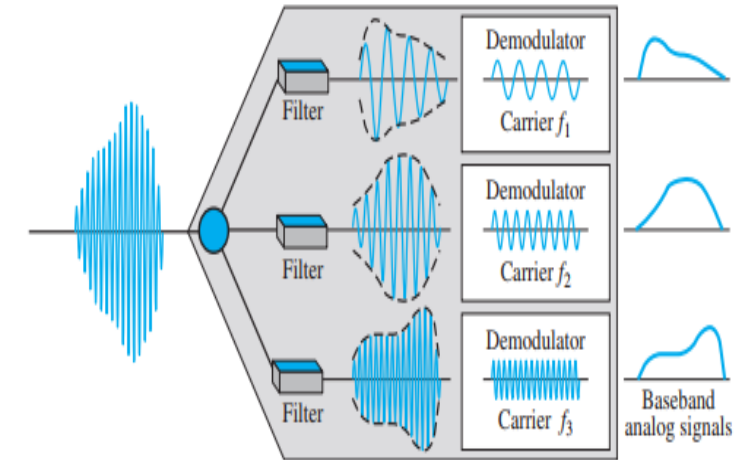 Demodulator
Filter
Carrier f₁
Demodulator
Filter
Carrier f₂
Demodulator
Filter
Carrier f₃
Baseband
analog signals